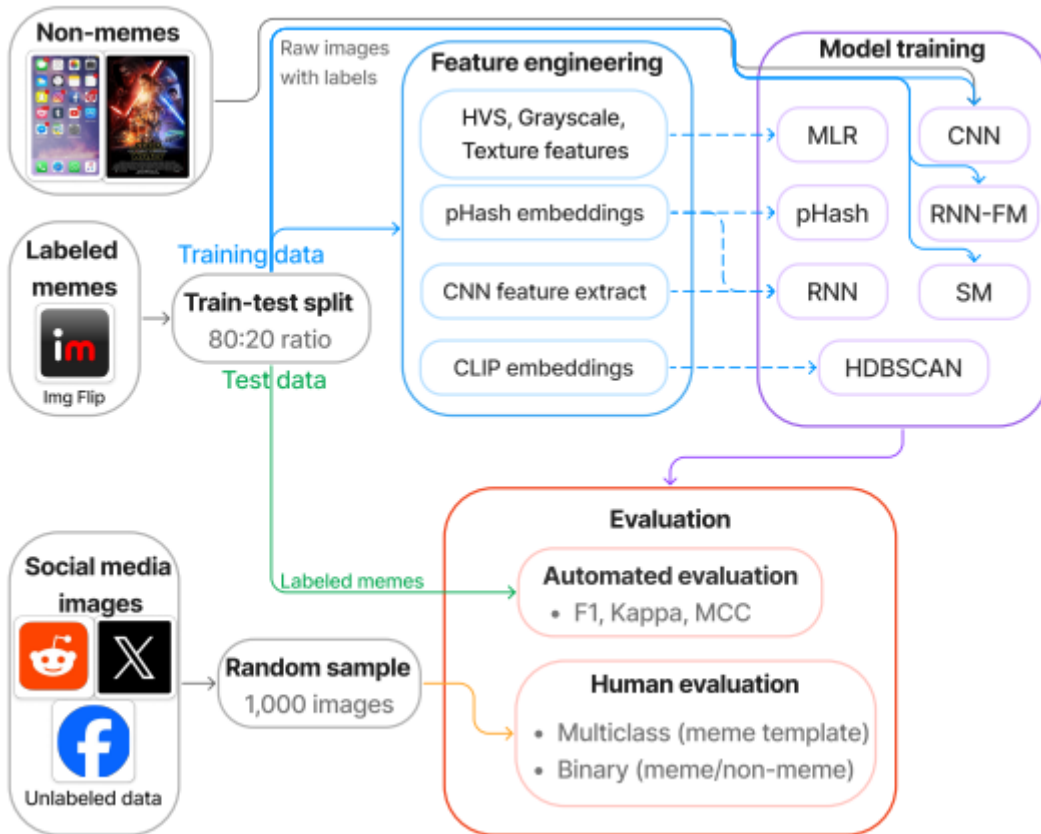 Non-memes
Raw images
with labels
Feature engineering
HVS, Grayscale,
Texture features
pHash embeddings
CNN feature extract
CLIP embeddings
Model training
MLR
CNN
pHash
RNN-FM
RNN
SM
HDBSCAN
Labeled
memes
im
Img Flip
Training data
Train-test split
80:20 ratio
Test data
Labeled memes
Social media
images
Unlabeled data
Random sample
1,000 images
Evaluation
Automated evaluation
• F1, Kappa, MCC
Human evaluation
• Multiclass (meme template)
• Binary (meme/non-meme)